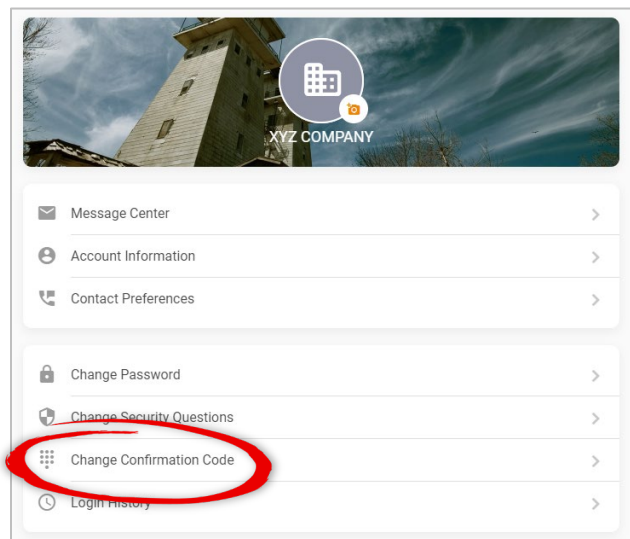 XYZ COMPANY
Message Center
Account Information
Contact Preferences
Change Password
Change Security Questions
Change Confirmation Code
Login History